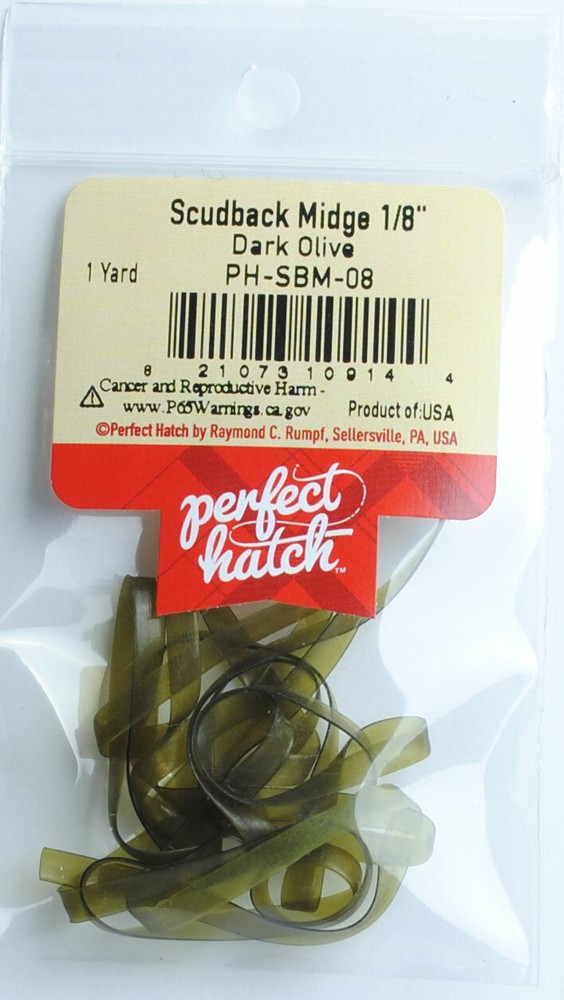 Scudback Midge 1/8"
Dark Olive
1 Yard PH-SBM-08
8 21073 10914 4
Cancer and Reproductive Harm -
www.P65Warnings.ca.gov Product of:USA
©Perfect Hatch by Raymond C. Rumpf, Sellersville, PA, USA
perfect
hatch™